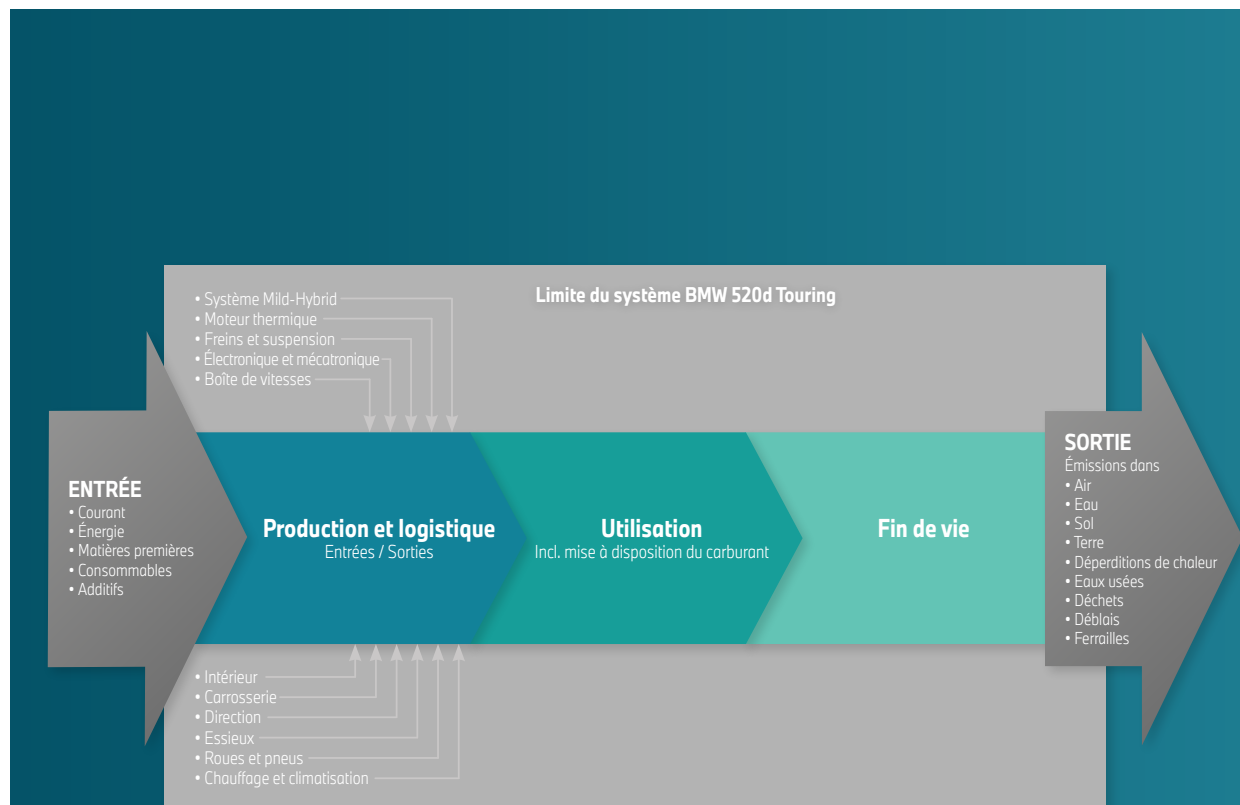 Limite du système BMW 520d Touring
• Système Mild-Hybrid
• Moteur thermique
• Freins et suspension
• Électronique et mécatronique
• Boîte de vitesses
ENTRÉE
• Courant
• Énergie
• Matières premières
• Consommables
• Additifs
Production et logistique
Entrées / Sorties
Utilisation
Incl. mise à disposition du carburant
Fin de vie
SORTIE
Émissions dans
• Air
• Eau
• Sol
• Terre
• Déperditions de chaleur
• Eaux usées
• Déchets
• Déblais
• Ferrailles
• Intérieur
• Carrosserie
• Direction
• Essieux
• Roues et pneus
• Chauffage et climatisation